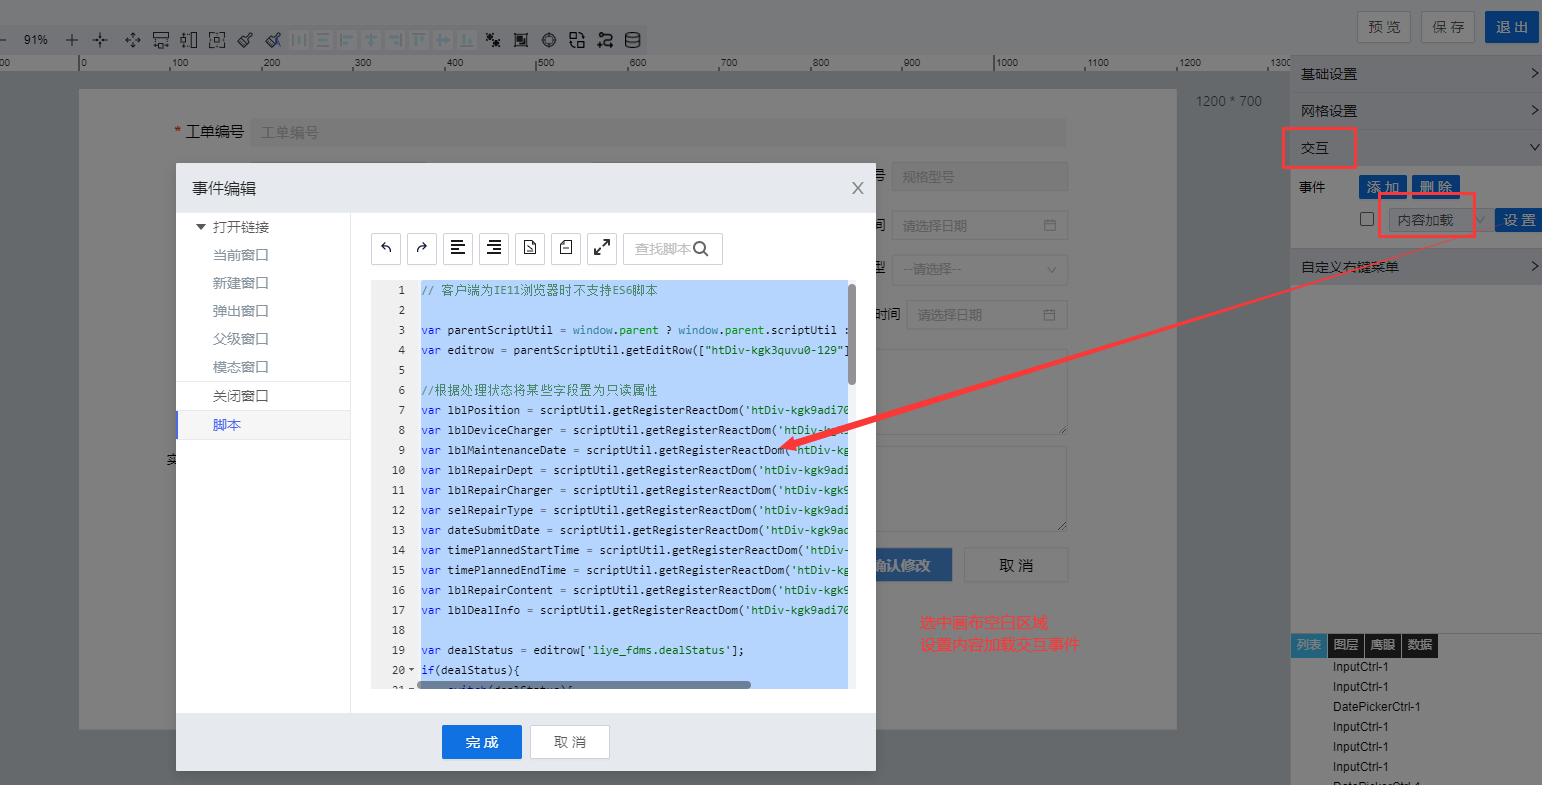 预 览
保 存
退 出
91%
00
0
100
200
300
400
500
600
700
800
900
1000
1100
1200
1300
1200 * 700
* 工单编号
工单编号
号
规格型号
间
请选择日期
型
--请选择--
时间
请选择日期
实
确认修改
取 消
选中画布空白区域
设置内容加载交互事件
事件编辑
X
打开链接
当前窗口
新建窗口
弹出窗口
父级窗口
模态窗口
关闭窗口
脚本
查找脚本
1 // 客户端为IE11浏览器时不支持ES6脚本
2
3 var parentScriptUtil = window.parent ? window.parent.scriptUtil :
4 var editrow = parentScriptUtil.getEditRow(["htDiv-kgk3quvu0-129"]
5
6 //根据处理状态将某些字段置为只读属性
7 var lblPosition = scriptUtil.getRegisterReactDom('htDiv-kgk9adi70
8 var lblDeviceCharger = scriptUtil.getRegisterReactDom('htDiv-kgk9
9 var lblMaintenanceDate = scriptUtil.getRegisterReactDom('htDiv-kgk
10 var lblRepairDept = scriptUtil.getRegisterReactDom('htDiv-kgk9adi
11 var lblRepairCharger = scriptUtil.getRegisterReactDom('htDiv-kgk9
12 var selRepairType = scriptUtil.getRegisterReactDom('htDiv-kgk9adi
13 var dateSubmitDate = scriptUtil.getRegisterReactDom('htDiv-kgk9ad
14 var timePlannedStartTime = scriptUtil.getRegisterReactDom('htDiv-
15 var timePlannedEndTime = scriptUtil.getRegisterReactDom('htDiv-kg
16 var lblRepairContent = scriptUtil.getRegisterReactDom('htDiv-kgk9
17 var lblDealInfo = scriptUtil.getRegisterReactDom('htDiv-kgk9adi70
18
19 var dealStatus = editrow['liye_fdms.dealStatus'];
20 if(dealStatus){
21 switch(dealStatus){
完 成
取 消
基础设置
网格设置
交互
事件
添 加
删 除
内容加载
设 置
自定义右键菜单
列表
图层
鹰眼
数据
InputCtrl-1
InputCtrl-1
DatePickerCtrl-1
InputCtrl-1
InputCtrl-1
InputCtrl-1
DatePickerCtrl-1